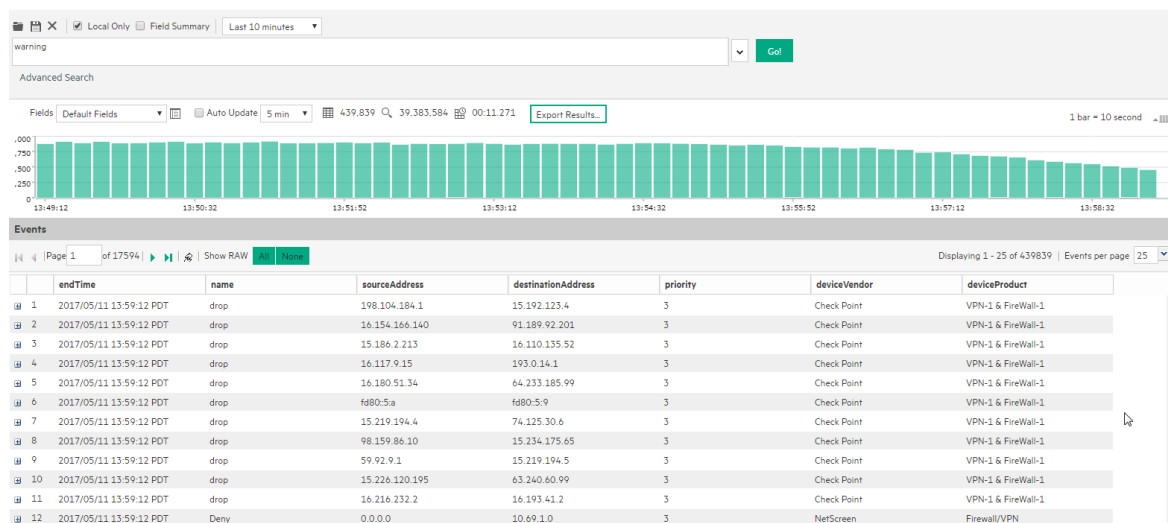 Local Only Field Summary Last 10 minutes
warning
Go!
Advanced Search
Fields Default Fields Auto Update 5 min 439,839 39,383,584 00:11.271 Export Results... 1 bar = 10 second
,000
,750
,500
,250
0
13:49:12 13:50:32 13:51:52 13:53:12 13:54:32 13:55:52 13:57:12 13:58:32
Events
Page 1 of 17594 Show RAW All None Displaying 1 - 25 of 439839 Events per page 25
endTime name sourceAddress destinationAddress priority deviceVendor deviceProduct
1 2017/05/11 13:59:12 PDT drop 198.104.184.1 15.192.123.4 3 Check Point VPN-1 & FireWall-1
2 2017/05/11 13:59:12 PDT drop 16.154.166.140 91.189.92.201 3 Check Point VPN-1 & FireWall-1
3 2017/05/11 13:59:12 PDT drop 15.186.2.213 16.110.135.52 3 Check Point VPN-1 & FireWall-1
4 2017/05/11 13:59:12 PDT drop 16.117.9.15 193.0.14.1 3 Check Point VPN-1 & FireWall-1
5 2017/05/11 13:59:12 PDT drop 16.180.51.34 64.233.185.99 3 Check Point VPN-1 & FireWall-1
6 2017/05/11 13:59:12 PDT drop fd80::5:a fd80::5:9 3 Check Point VPN-1 & FireWall-1
7 2017/05/11 13:59:12 PDT drop 15.219.194.4 74.125.30.6 3 Check Point VPN-1 & FireWall-1
8 2017/05/11 13:59:12 PDT drop 98.159.86.10 15.234.175.65 3 Check Point VPN-1 & FireWall-1
9 2017/05/11 13:59:12 PDT drop 59.92.9.1 15.219.194.5 3 Check Point VPN-1 & FireWall-1
10 2017/05/11 13:59:12 PDT drop 15.226.120.195 63.240.60.99 3 Check Point VPN-1 & FireWall-1
11 2017/05/11 13:59:12 PDT drop 16.216.232.2 16.193.41.2 3 Check Point VPN-1 & FireWall-1
12 2017/05/11 13:59:12 PDT Deny 0.0.0.0 10.69.1.0 3 NetScreen Firewall/VPN